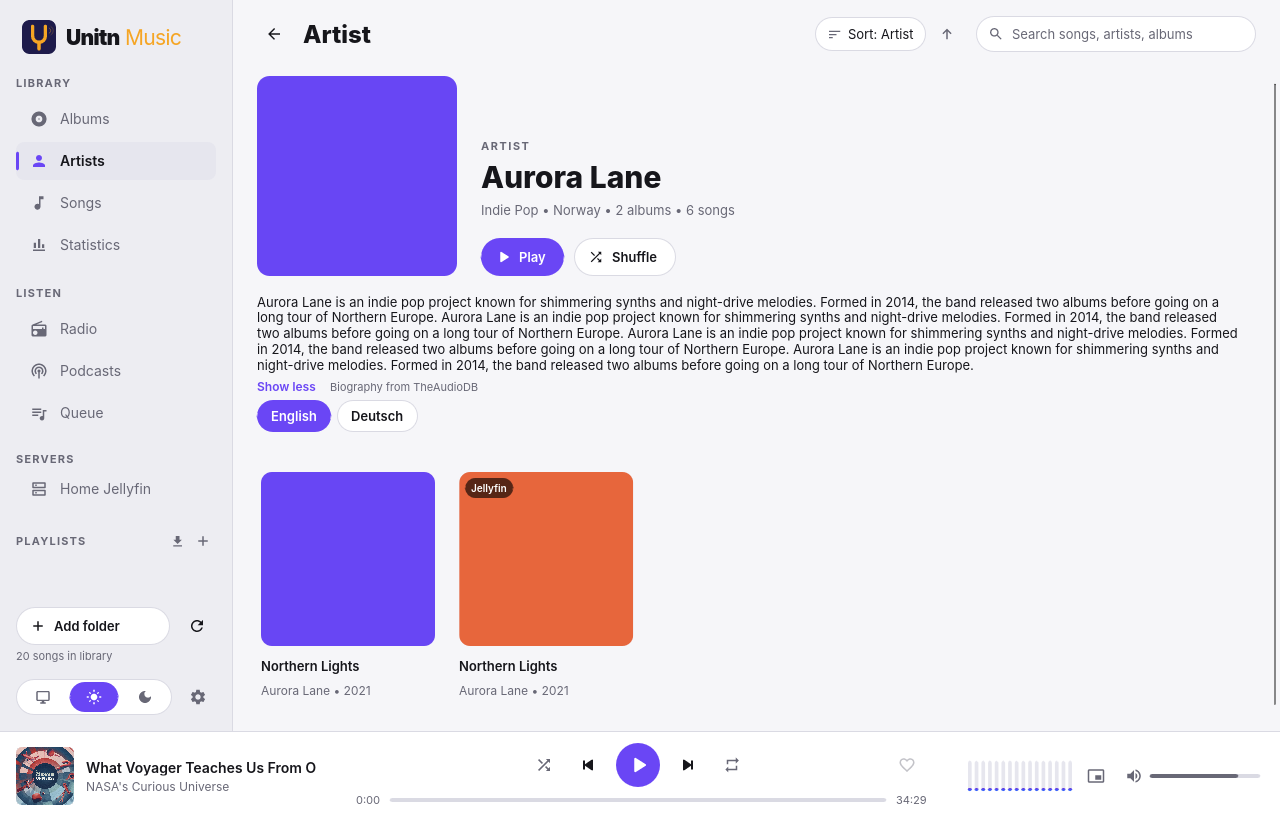 Unitn Music
Artist
Sort: Artist
Search songs, artists, albums
LIBRARY
Albums
Artists
Songs
Statistics
LISTEN
Radio
Podcasts
Queue
SERVERS
Home Jellyfin
PLAYLISTS
Add folder
20 songs in library
ARTIST
Aurora Lane
Indie Pop • Norway • 2 albums • 6 songs
Play
Shuffle
Aurora Lane is an indie pop project known for shimmering synths and night-drive melodies. Formed in 2014, the band released two albums before going on a
long tour of Northern Europe. Aurora Lane is an indie pop project known for shimmering synths and night-drive melodies. Formed in 2014, the band released
two albums before going on a long tour of Northern Europe. Aurora Lane is an indie pop project known for shimmering synths and night-drive melodies. Formed
in 2014, the band released two albums before going on a long tour of Northern Europe. Aurora Lane is an indie pop project known for shimmering synths and
night-drive melodies. Formed in 2014, the band released two albums before going on a long tour of Northern Europe.
Show less Biography from TheAudioDB
English
Deutsch
Jellyfin
Northern Lights
Aurora Lane • 2021
Northern Lights
Aurora Lane • 2021
What Voyager Teaches Us From O
NASA's Curious Universe
0:00
34:29